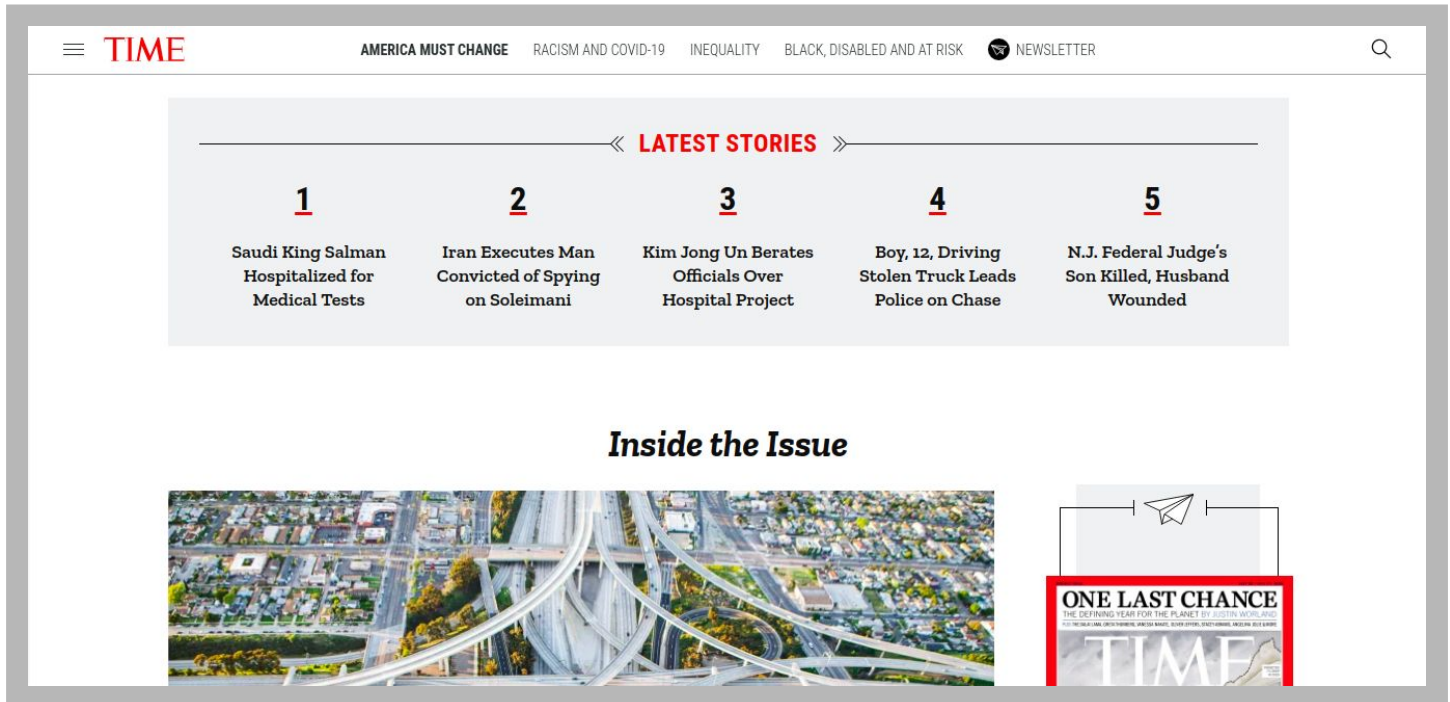 TIME
AMERICA MUST CHANGE RACISM AND COVID-19 INEQUALITY BLACK, DISABLED AND AT RISK NEWSLETTER
LATEST STORIES
1
Saudi King Salman
Hospitalized for
Medical Tests
2
Iran Executes Man
Convicted of Spying
on Soleimani
3
Kim Jong Un Berates
Officials Over
Hospital Project
4
Boy, 12, Driving
Stolen Truck Leads
Police on Chase
5
N.J. Federal Judge's
Son Killed, Husband
Wounded
Inside the Issue
ONE LAST CHANCE
THE DEFINING YEAR FOR THE PLANET BY JUSTIN WORLAND
TIME